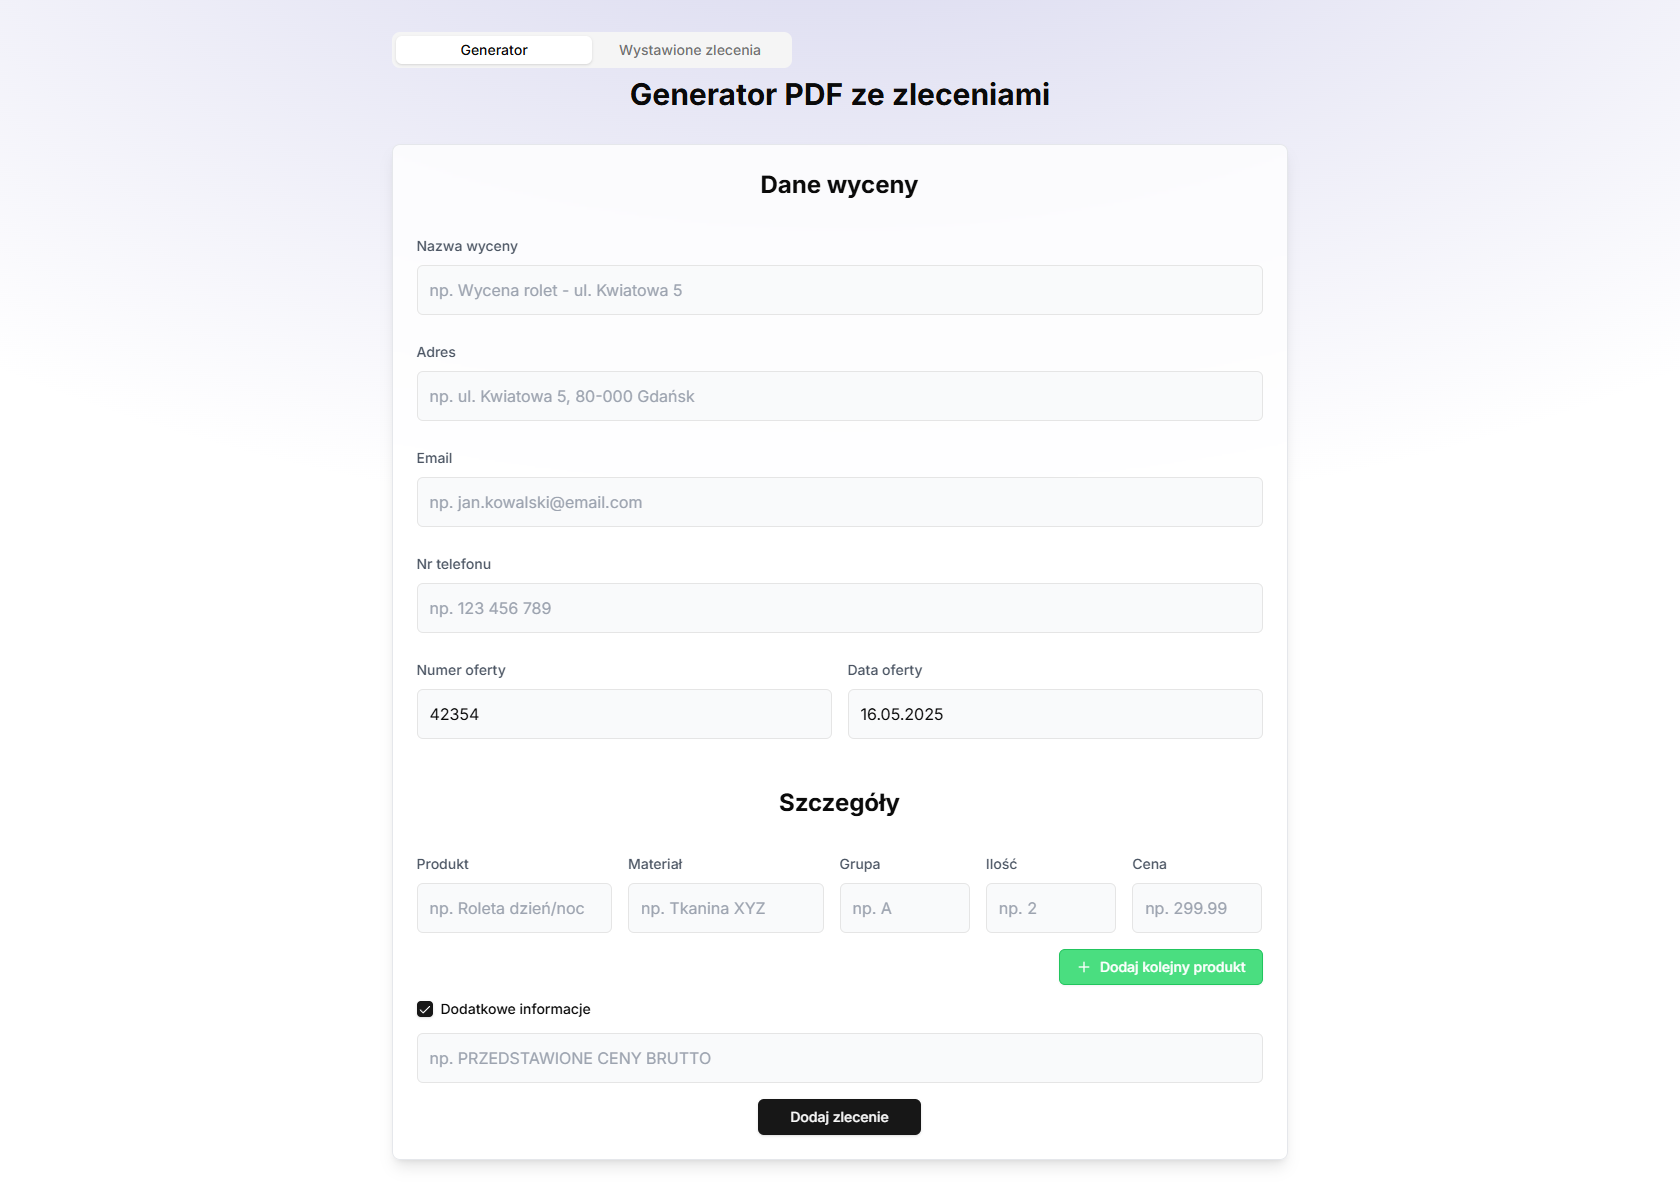 Generator Wystawione zlecenia
Generator PDF ze zleceniami
Dane wyceny
Nazwa wyceny
np. Wycena rolet - ul. Kwiatowa 5
Adres
np. ul. Kwiatowa 5, 80-000 Gdańsk
Email
np. jan.kowalski@email.com
Nr telefonu
np. 123 456 789
Numer oferty Data oferty
42354 16.05.2025
Szczegóły
Produkt Materiał Grupa Ilość Cena
np. Roleta dzień/noc np. Tkanina XYZ np. A np. 2 np. 299.99
+ Dodaj kolejny produkt
Dodatkowe informacje
np. PRZEDSTAWIONE CENY BRUTTO
Dodaj zlecenie